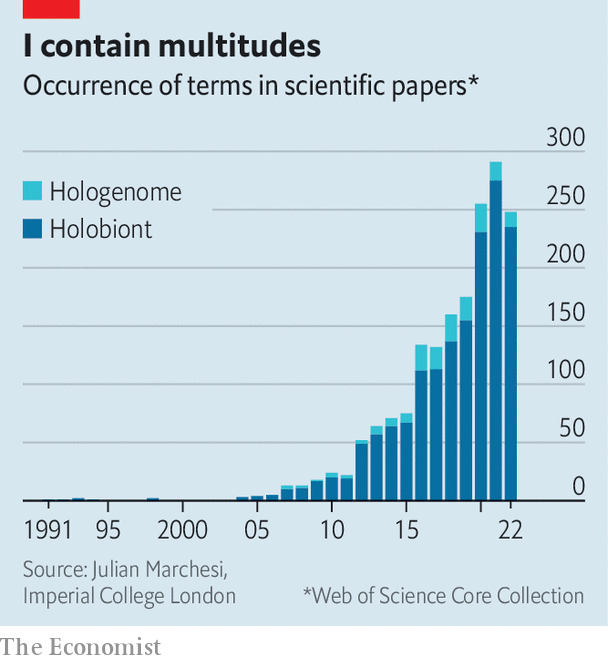 I contain multitudes
Occurrence of terms in scientific papers*
300
Hologenome
250
Holobiont
200
150
100
50
0
1991 95 2000 05 10 15 22
Source: Julian Marchesi,
Imperial College London *Web of Science Core Collection
The Economist